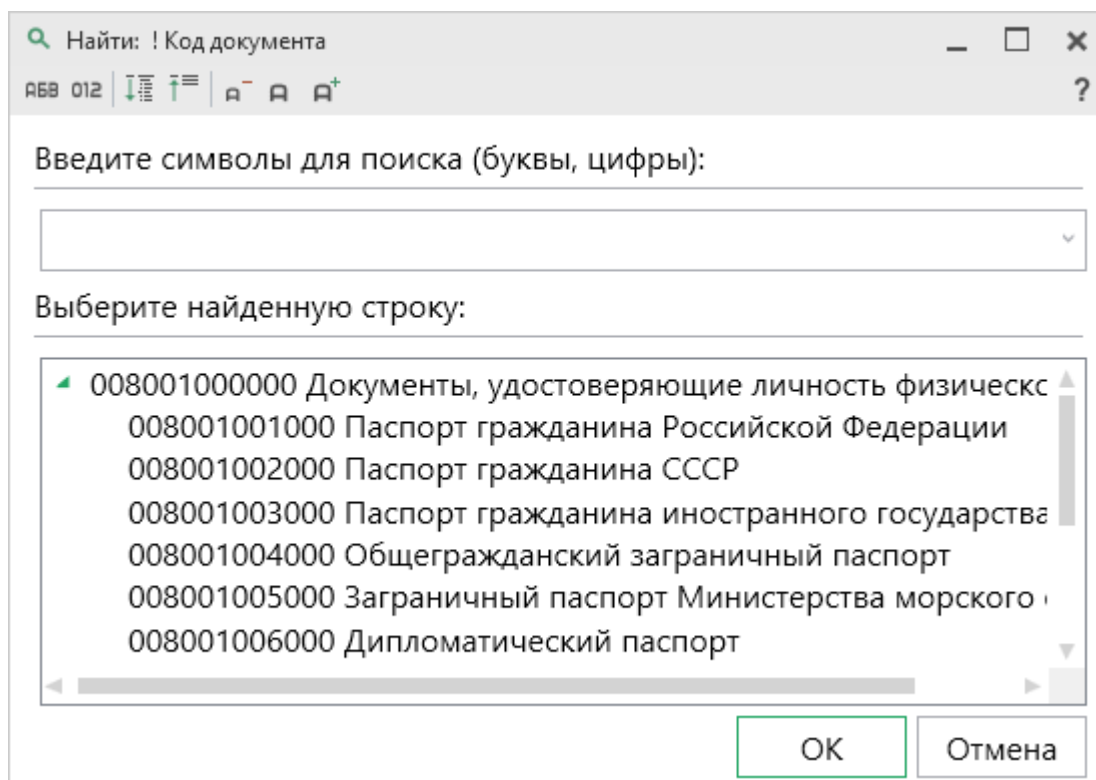 Найти: ! Код документа
АБВ 012 А⁻ А А⁺ ?
Введите символы для поиска (буквы, цифры):
Выберите найденную строку:
008001000000 Документы, удостоверяющие личность физическо
008001001000 Паспорт гражданина Российской Федерации
008001002000 Паспорт гражданина СССР
008001003000 Паспорт гражданина иностранного государства
008001004000 Общегражданский заграничный паспорт
008001005000 Заграничный паспорт Министерства морского
008001006000 Дипломатический паспорт
ОК Отмена